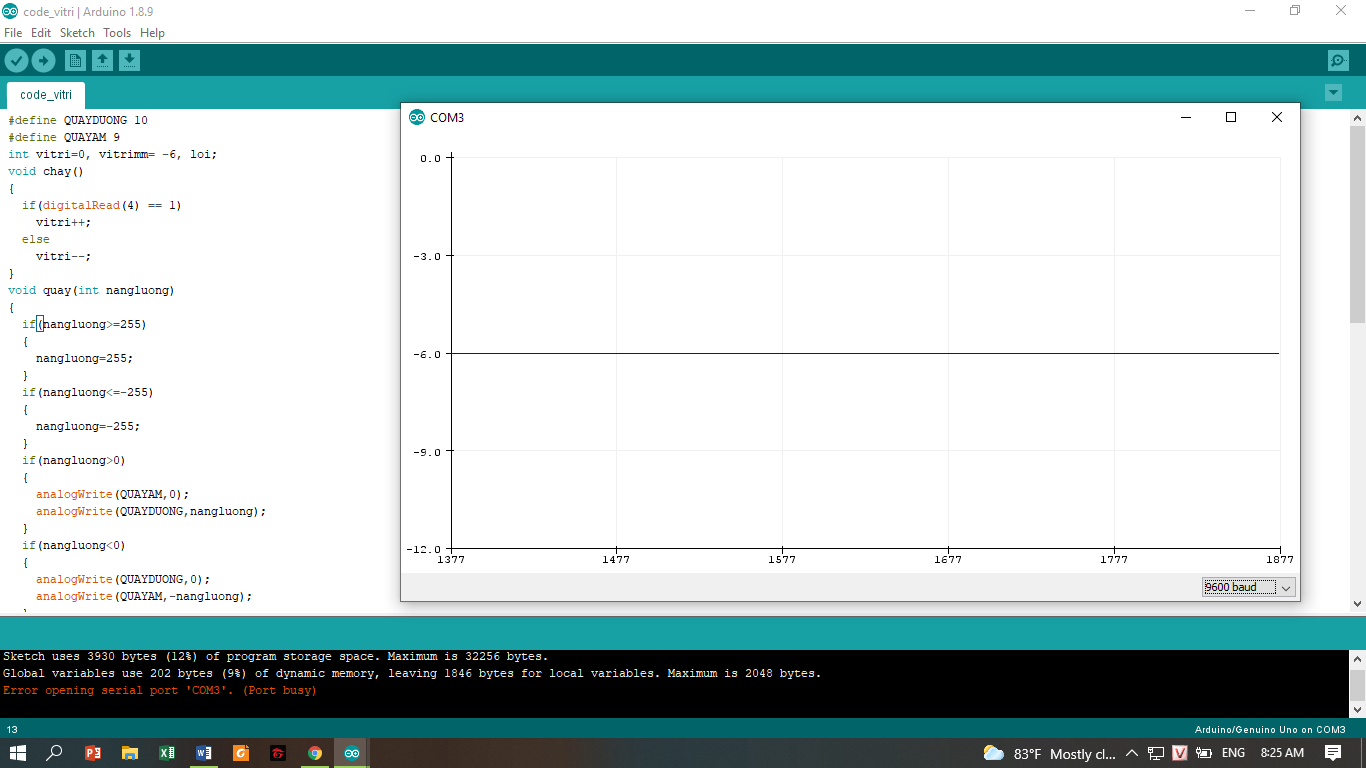 code_vitri | Arduino 1.8.9
File Edit Sketch Tools Help
code_vitri
#define QUAYDUONG 10
#define QUAYAM 9
int vitri=0, vitrimm= -6, loi;
void chay()
{
if(digitalRead(4) == 1)
vitri++;
else
vitri--;
}
void quay(int nangluong)
{
if(nangluong>=255)
{
nangluong=255;
}
if(nangluong<=-255)
{
nangluong=-255;
}
if(nangluong>0)
{
analogWrite(QUAYAM,0);
analogWrite(QUAYDUONG,nangluong);
}
if(nangluong<0)
{
analogWrite(QUAYDUONG,0);
analogWrite(QUAYAM,-nangluong);
COM3
0.0
-3.0
-6.0
-9.0
-12.0
1377 1477 1577 1677 1777 1877
9600 baud
Sketch uses 3930 bytes (12%) of program storage space. Maximum is 32256 bytes.
Global variables use 202 bytes (9%) of dynamic memory, leaving 1846 bytes for local variables. Maximum is 2048 bytes.
Error opening serial port 'COM3'. (Port busy)
13
Arduino/Genuino Uno on COM3
83°F Mostly cl... ENG 8:25 AM